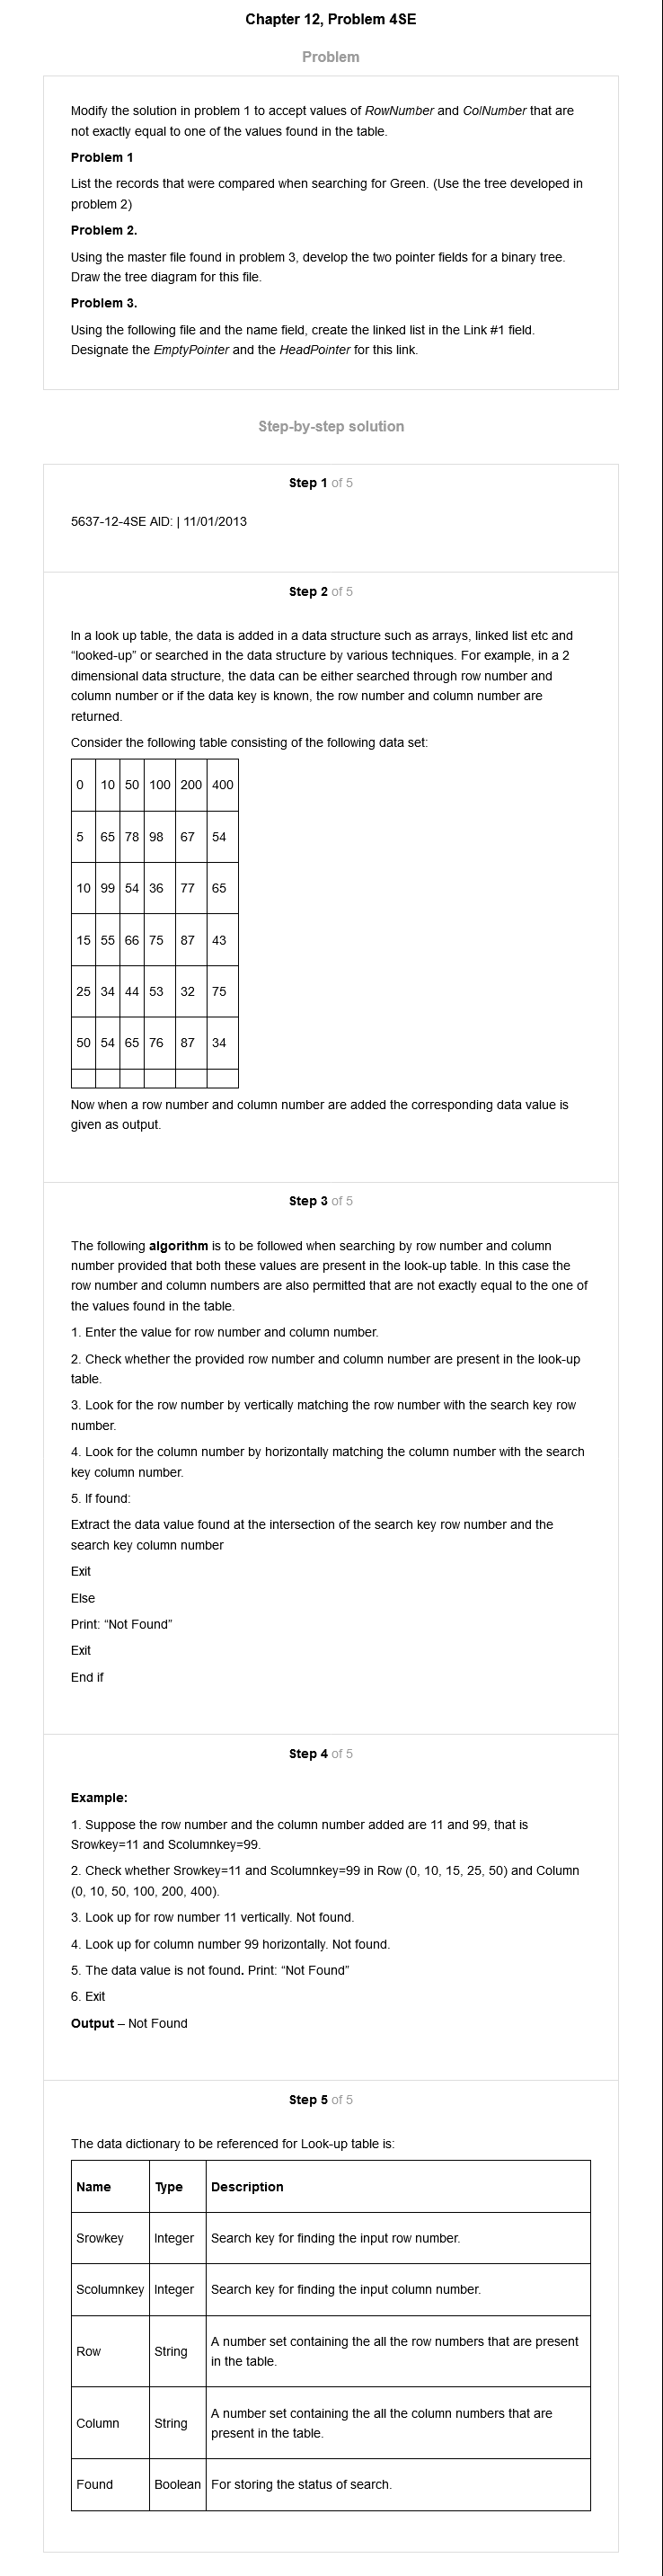 Chapter 12, Problem 4SE
Problem
Modify the solution in problem 1 to accept values of RowNumber and ColNumber that are
not exactly equal to one of the values found in the table.
Problem 1
List the records that were compared when searching for Green. (Use the tree developed in
problem 2)
Problem 2.
Using the master file found in problem 3, develop the two pointer fields for a binary tree.
Draw the tree diagram for this file.
Problem 3.
Using the following file and the name field, create the linked list in the Link #1 field.
Designate the EmptyPointer and the HeadPointer for this link.
Step-by-step solution
Step 1 of 5
5637-12-4SE AID: | 11/01/2013
Step 2 of 5
In a look up table, the data is added in a data structure such as arrays, linked list etc and
“looked-up” or searched in the data structure by various techniques. For example, in a 2
dimensional data structure, the data can be either searched through row number and
column number or if the data key is known, the row number and column number are
returned.
Consider the following table consisting of the following data set:
0 10 50 100 200 400
5 65 78 98 67 54
10 99 54 36 77 65
15 55 66 75 87 43
25 34 44 53 32 75
50 54 65 76 87 34
Now when a row number and column number are added the corresponding data value is
given as output.
Step 3 of 5
The following algorithm is to be followed when searching by row number and column
number provided that both these values are present in the look-up table. In this case the
row number and column numbers are also permitted that are not exactly equal to the one of
the values found in the table.
1. Enter the value for row number and column number.
2. Check whether the provided row number and column number are present in the look-up
table.
3. Look for the row number by vertically matching the row number with the search key row
number.
4. Look for the column number by horizontally matching the column number with the search
key column number.
5. If found:
Extract the data value found at the intersection of the search key row number and the
search key column number
Exit
Else
Print: “Not Found”
Exit
End if
Step 4 of 5
Example:
1. Suppose the row number and the column number added are 11 and 99, that is
Srowkey=11 and Scolumnkey=99.
2. Check whether Srowkey=11 and Scolumnkey=99 in Row (0, 10, 15, 25, 50) and Column
(0, 10, 50, 100, 200, 400).
3. Look up for row number 11 vertically. Not found.
4. Look up for column number 99 horizontally. Not found.
5. The data value is not found. Print: “Not Found”
6. Exit
Output – Not Found
Step 5 of 5
The data dictionary to be referenced for Look-up table is:
Name Type Description
Srowkey Integer Search key for finding the input row number.
Scolumnkey Integer Search key for finding the input column number.
Row String A number set containing the all the row numbers that are present
in the table.
Column String A number set containing the all the column numbers that are
present in the table.
Found Boolean For storing the status of search.